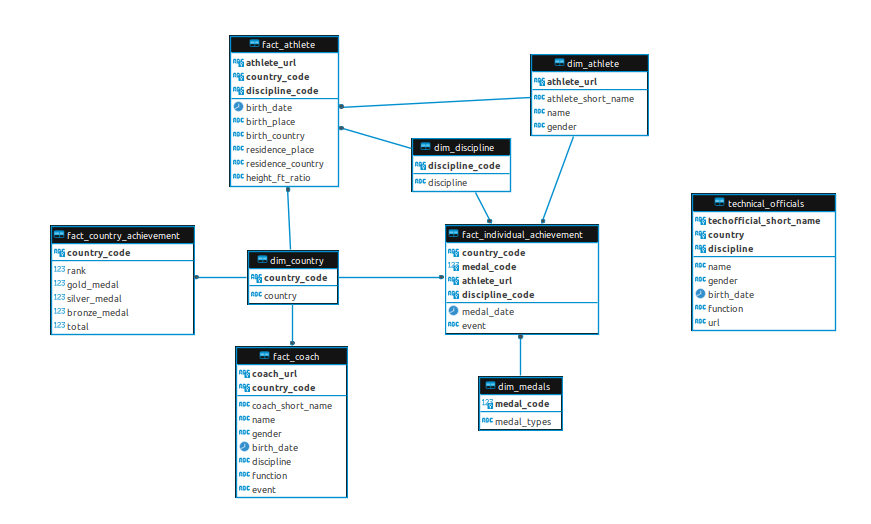 fact_athlete
athlete_url
country_code
discipline_code
birth_date
birth_place
birth_country
residence_place
residence_country
height_ft_ratio
dim_athlete
athlete_url
athlete_short_name
name
gender
dim_discipline
discipline_code
discipline
technical_officials
techofficial_short_name
country
discipline
name
gender
birth_date
function
url
fact_country_achievement
country_code
rank
gold_medal
silver_medal
bronze_medal
total
dim_country
country_code
country
fact_individual_achievement
country_code
medal_code
athlete_url
discipline_code
medal_date
event
fact_coach
coach_url
country_code
coach_short_name
name
gender
birth_date
discipline
function
event
dim_medals
medal_code
medal_types